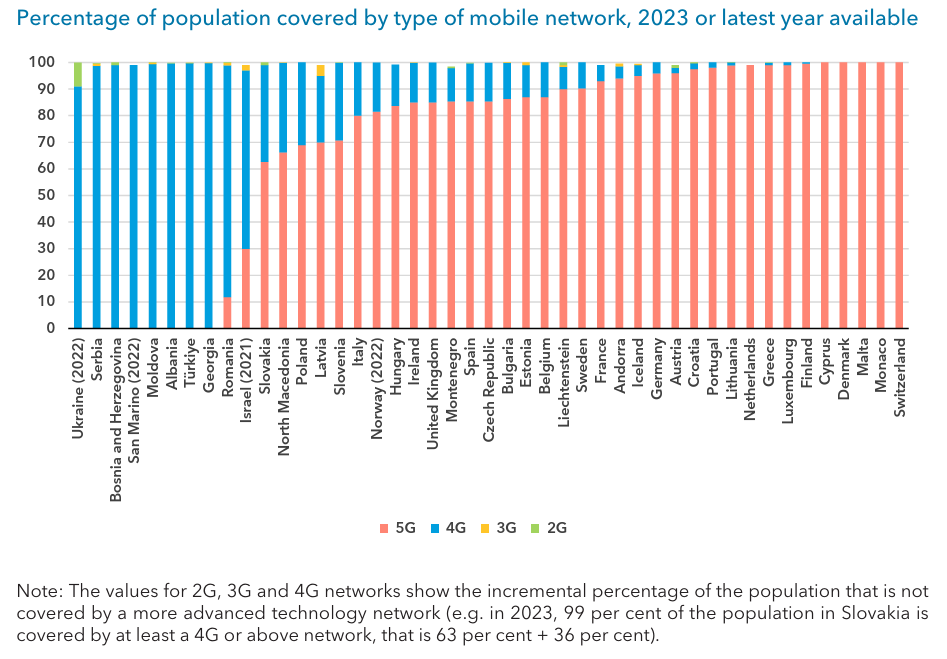 Percentage of population covered by type of mobile network, 2023 or latest year available
100
90
80
70
60
50
40
30
20
10
0
Ukraine (2022)
Serbia
Bosnia and Herzegovina
San Marino (2022)
Moldova
Albania
Türkiye
Georgia
Romania
Israel (2021)
Slovakia
North Macedonia
Poland
Latvia
Slovenia
Italy
Norway (2022)
Hungary
Ireland
United Kingdom
Montenegro
Spain
Czech Republic
Bulgaria
Estonia
Belgium
Liechtenstein
Sweden
France
Andorra
Iceland
Germany
Austria
Croatia
Portugal
Lithuania
Netherlands
Greece
Luxembourg
Finland
Cyprus
Denmark
Malta
Monaco
Switzerland
5G 4G 3G 2G
Note: The values for 2G, 3G and 4G networks show the incremental percentage of the population that is not
covered by a more advanced technology network (e.g. in 2023, 99 per cent of the population in Slovakia is
covered by at least a 4G or above network, that is 63 per cent + 36 per cent).